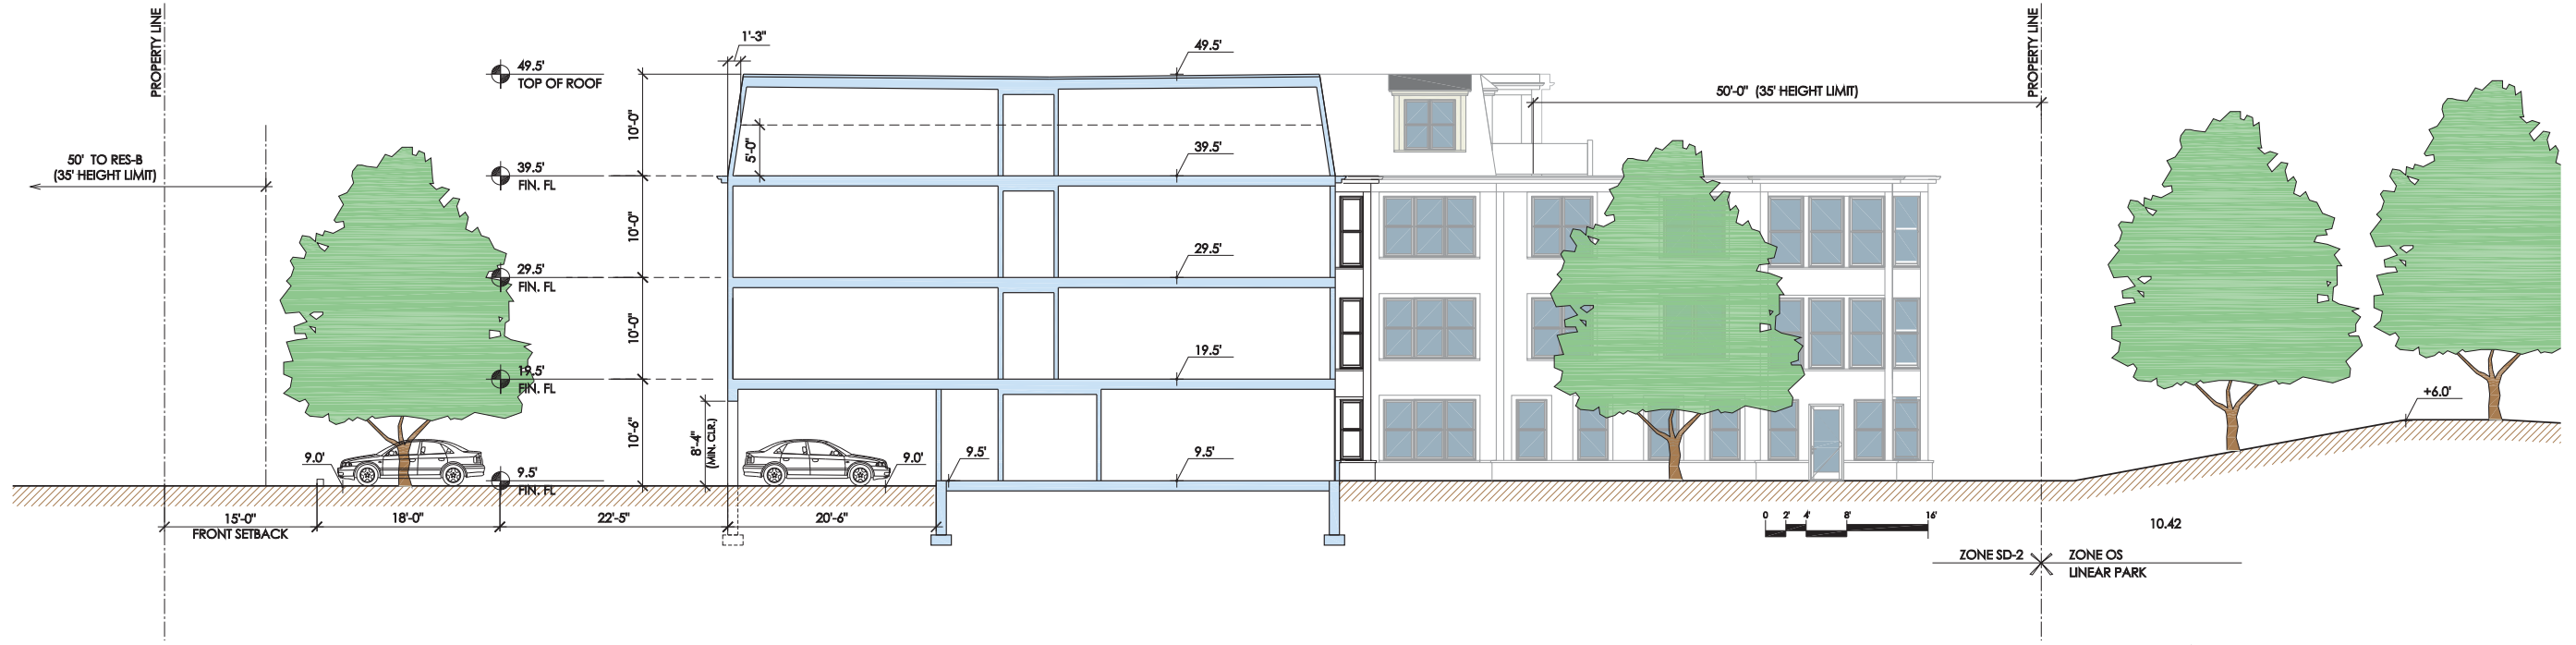 PROPERTY LINE
50' TO RES-B
(35' HEIGHT LIMIT)
49.5'
TOP OF ROOF
39.5'
FIN. FL
29.5'
FIN. FL
19.5'
FIN. FL
9.5'
FIN. FL
10'-0"
10'-0"
10'-0"
10'-6"
1'-3"
5'-0"
8'-4"
(MIN. CLR.)
49.5'
39.5'
29.5'
19.5'
9.5'
9.5'
9.0'
9.0'
15'-0"
FRONT SETBACK
18'-0"
22'-5"
20'-6"
50'-0" (35' HEIGHT LIMIT)
PROPERTY LINE
+6.0'
0 2' 4' 8' 16'
10.42
ZONE SD-2
ZONE OS
LINEAR PARK